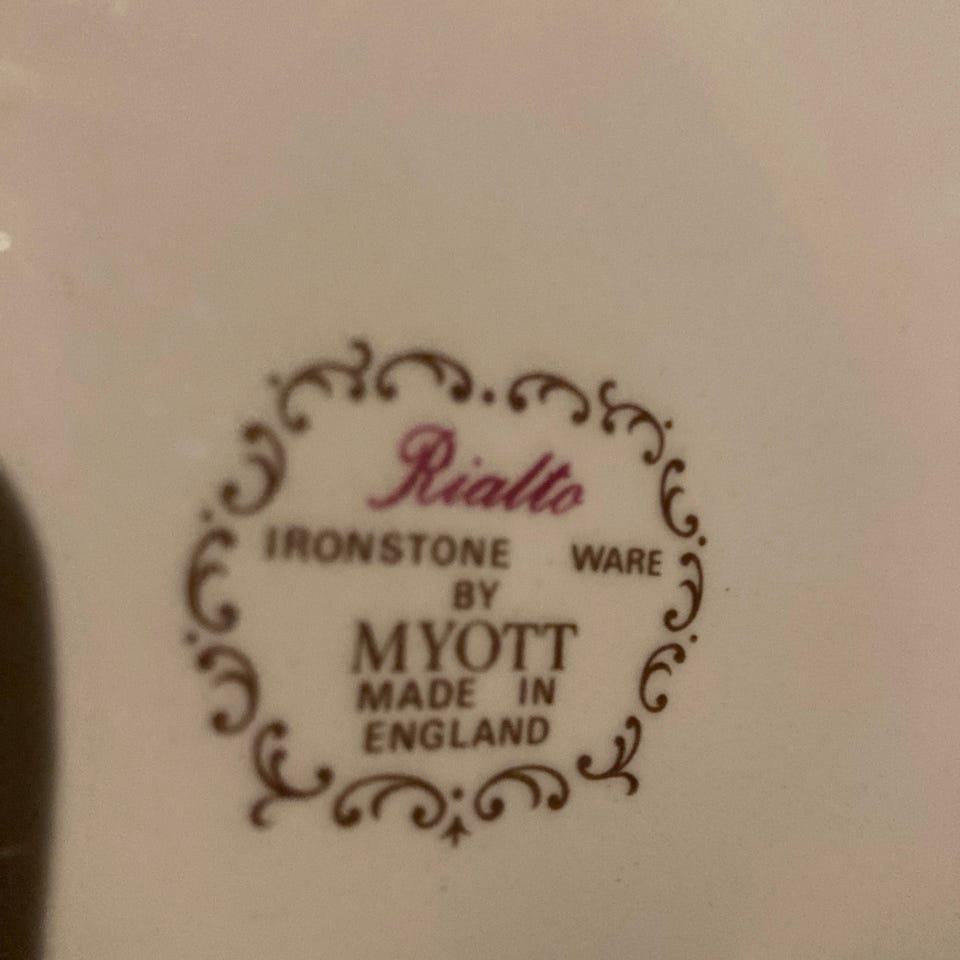 Rialto
IRONSTONE WARE
BY
MYOTT
MADE IN
ENGLAND